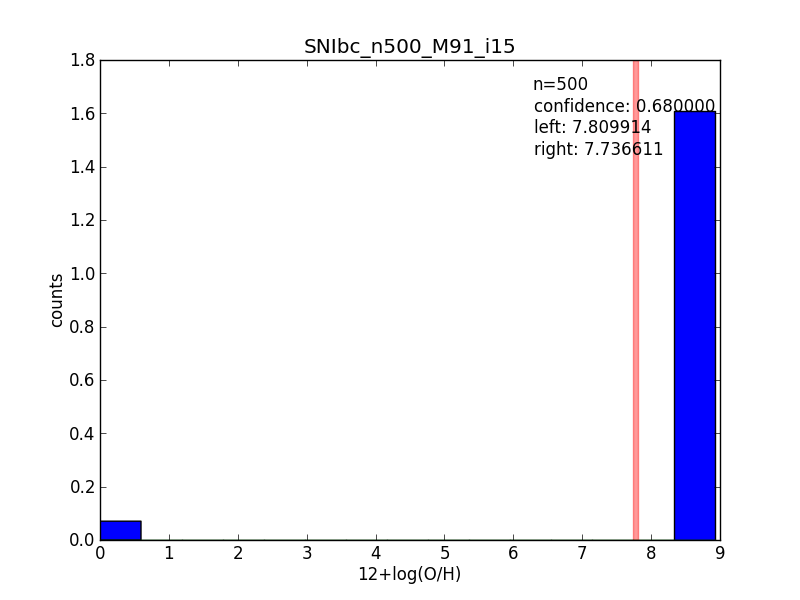 SNIbc_n500_M91_i15
n=500
confidence: 0.680000
left: 7.809914
right: 7.736611
1.8
1.6
1.4
1.2
1.0
0.8
0.6
0.4
0.2
0.0
counts
0 1 2 3 4 5 6 7 8 9
12+log(O/H)